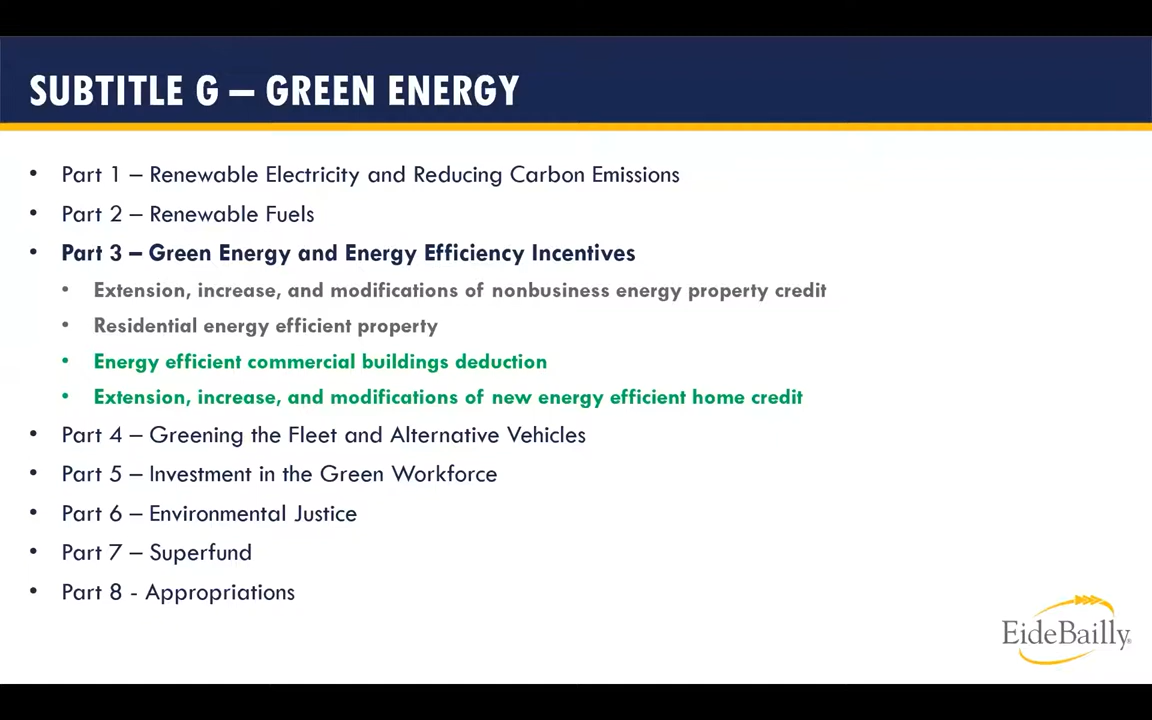 SUBTITLE G – GREEN ENERGY
• Part 1 – Renewable Electricity and Reducing Carbon Emissions
• Part 2 – Renewable Fuels
• Part 3 – Green Energy and Energy Efficiency Incentives
• Extension, increase, and modifications of nonbusiness energy property credit
• Residential energy efficient property
• Energy efficient commercial buildings deduction
• Extension, increase, and modifications of new energy efficient home credit
• Part 4 – Greening the Fleet and Alternative Vehicles
• Part 5 – Investment in the Green Workforce
• Part 6 – Environmental Justice
• Part 7 – Superfund
• Part 8 - Appropriations
EideBailly